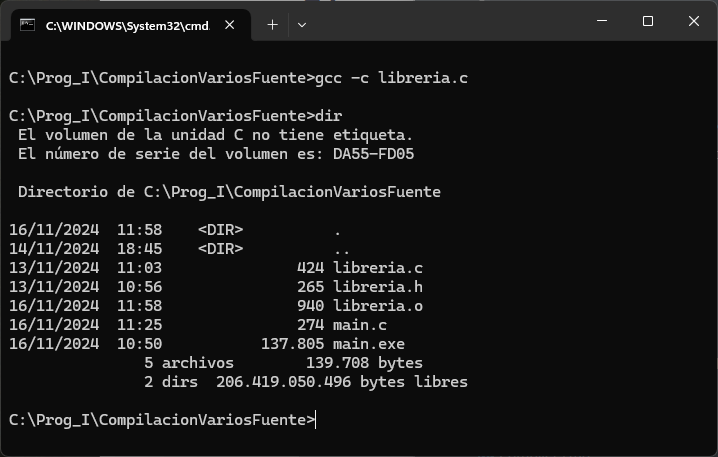 C:\WINDOWS\System32\cmd.
C:\Prog_I\CompilacionVariosFuente>gcc -c libreria.c
C:\Prog_I\CompilacionVariosFuente>dir
 El volumen de la unidad C no tiene etiqueta.
 El número de serie del volumen es: DA55-FD05
 Directorio de C:\Prog_I\CompilacionVariosFuente
16/11/2024  11:58    <DIR>          .
14/11/2024  18:45    <DIR>          ..
13/11/2024  11:03               424 libreria.c
13/11/2024  10:56               265 libreria.h
16/11/2024  11:58               940 libreria.o
16/11/2024  11:25               274 main.c
16/11/2024  10:50           137.805 main.exe
               5 archivos        139.708 bytes
               2 dirs  206.419.050.496 bytes libres
C:\Prog_I\CompilacionVariosFuente>